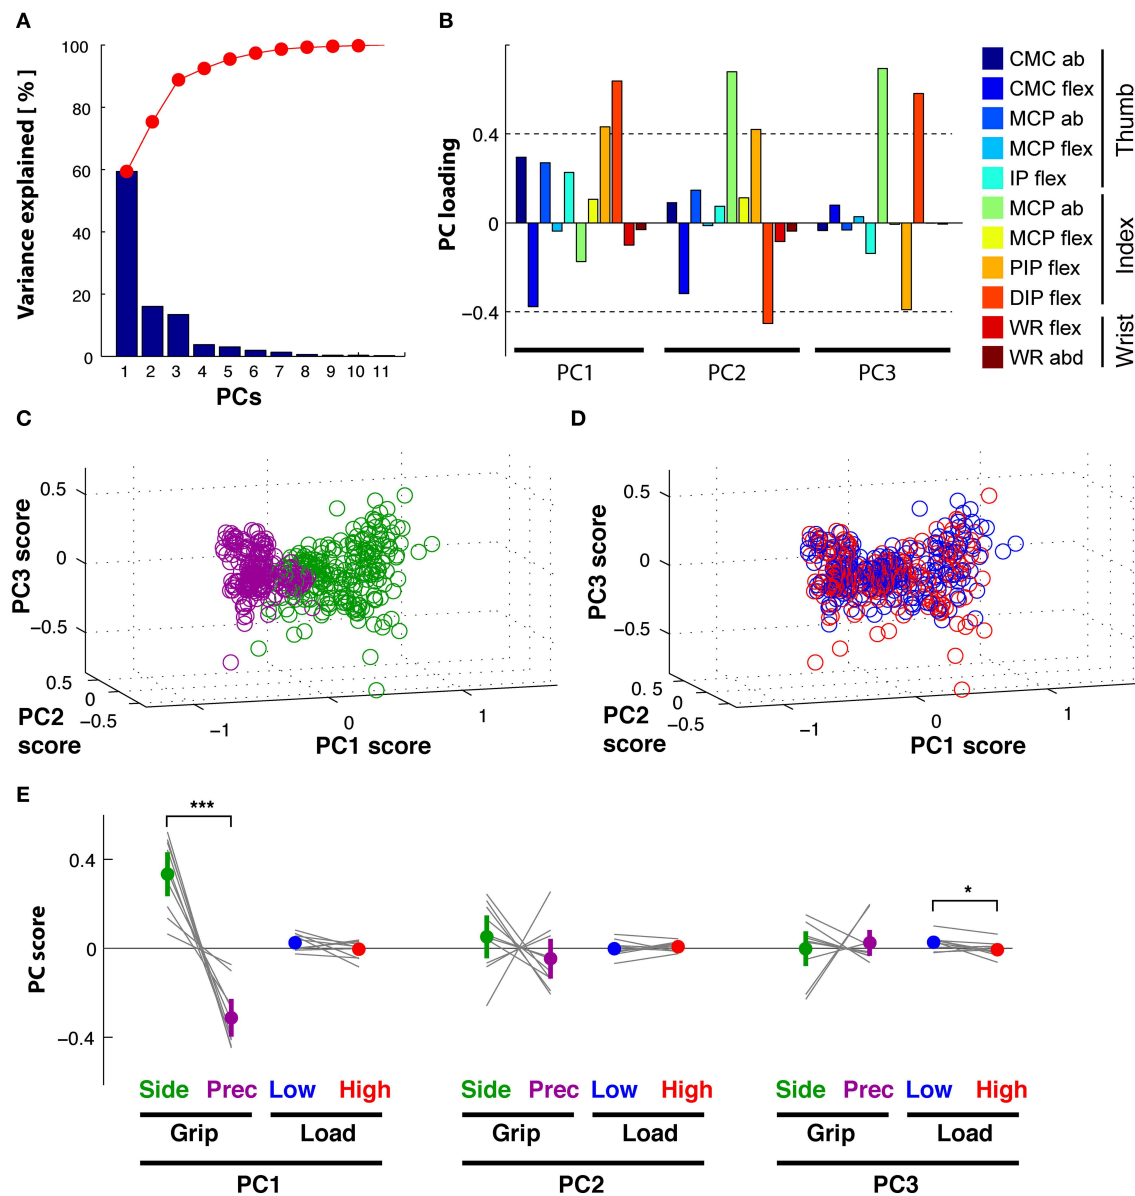 A
Variance explained [ % ]
100
80
60
40
20
0
1 2 3 4 5 6 7 8 9 10 11
PCs
B
PC loading
0.4
0
−0.4
PC1 PC2 PC3
CMC ab
CMC flex
MCP ab
MCP flex
IP flex
Thumb
MCP ab
MCP flex
PIP flex
DIP flex
Index
WR flex
WR abd
Wrist
C
PC3 score
0.5
0
−0.5
0.5
0
−0.5
PC2
score
−1
0
1
PC1 score
D
PC3 score
0.5
0
−0.5
0.5
0
−0.5
PC2
score
−1
0
1
PC1 score
E
PC score
0.4
0
−0.4
***
*
Side Prec Low High Side Prec Low High Side Prec Low High
Grip Load Grip Load Grip Load
PC1 PC2 PC3